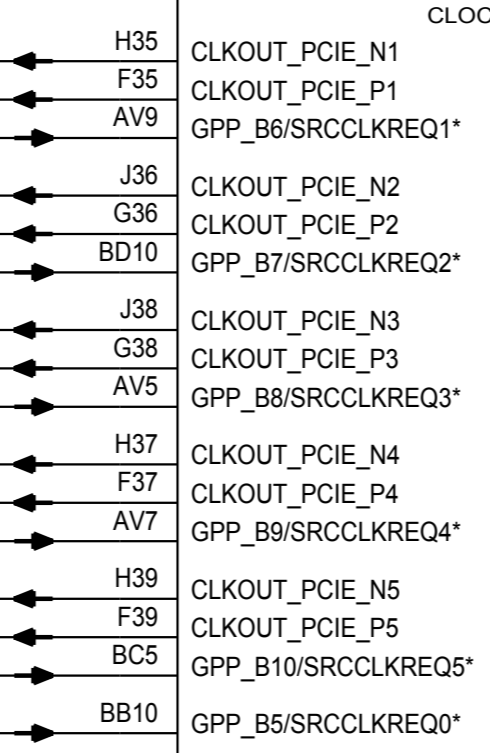 CLOC
H35 CLKOUT_PCIE_N1
F35 CLKOUT_PCIE_P1
AV9 GPP_B6/SRCCLKREQ1*
J36 CLKOUT_PCIE_N2
G36 CLKOUT_PCIE_P2
BD10 GPP_B7/SRCCLKREQ2*
J38 CLKOUT_PCIE_N3
G38 CLKOUT_PCIE_P3
AV5 GPP_B8/SRCCLKREQ3*
H37 CLKOUT_PCIE_N4
F37 CLKOUT_PCIE_P4
AV7 GPP_B9/SRCCLKREQ4*
H39 CLKOUT_PCIE_N5
F39 CLKOUT_PCIE_P5
BC5 GPP_B10/SRCCLKREQ5*
BB10 GPP_B5/SRCCLKREQ0*